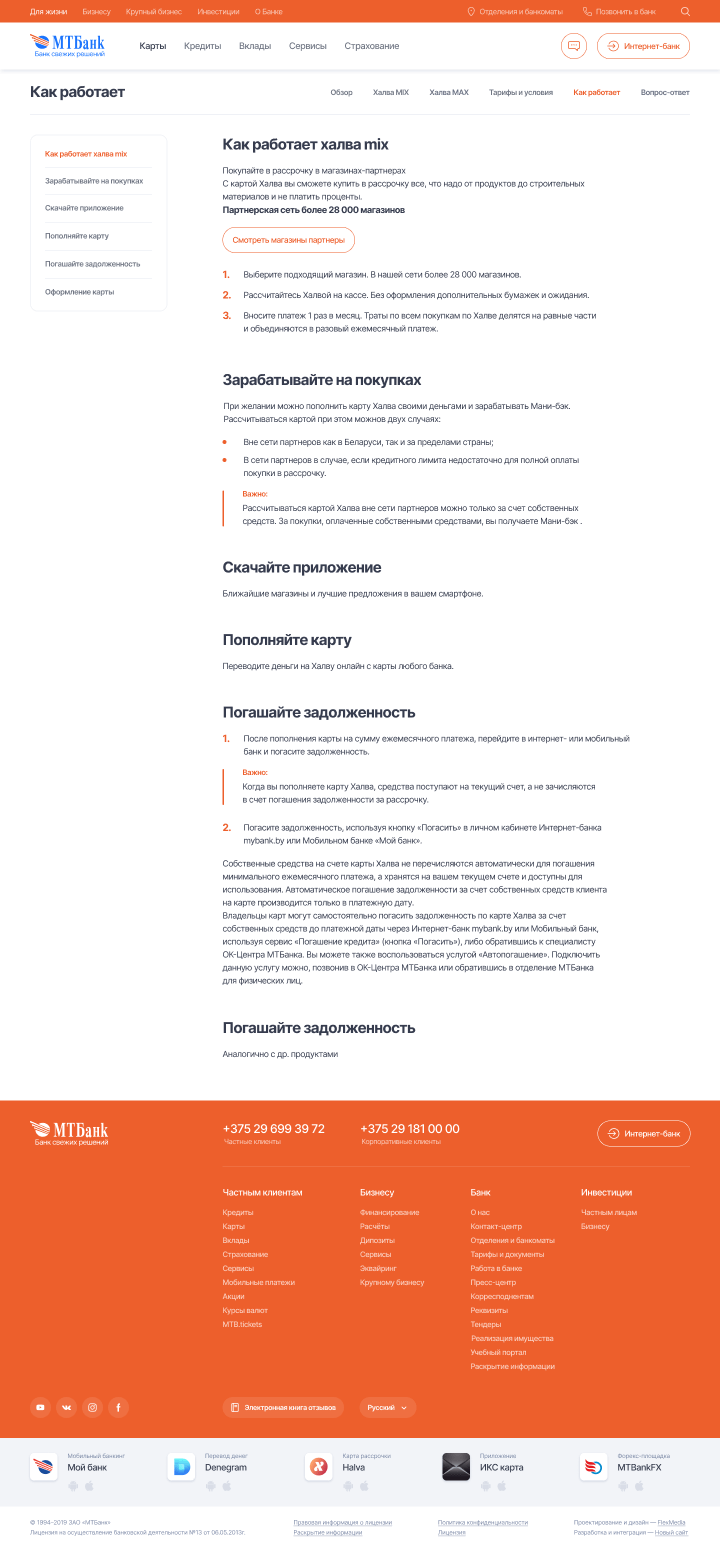 Для жизни Бизнесу Крупный бизнес Инвестиции О Банке Отделения и банкоматы Позвонить в банк
МТБанк
Банк свежих решений
Карты Кредиты Вклады Сервисы Страхование Интернет-банк
Как работает Обзор Халва MIX Халва MAX Тарифы и условия Как работает Вопрос-ответ
Как работает халва mix
Зарабатывайте на покупках
Скачайте приложение
Пополняйте карту
Погашайте задолженность
Оформление карты
Как работает халва mix
Покупайте в рассрочку в магазинах-партнерах
С картой Халва вы сможете купить в рассрочку все, что надо от продуктов до строительных
материалов и не платить проценты.
Партнерская сеть более 28 000 магазинов
Смотреть магазины партнеры
1. Выберите подходящий магазин. В нашей сети более 28 000 магазинов.
2. Рассчитайтесь Халвой на кассе. Без оформления дополнительных бумажек и ожидания.
3. Вносите платеж 1 раз в месяц. Траты по всем покупкам по Халве делятся на равные части
и объединяются в разовый ежемесячный платеж.
Зарабатывайте на покупках
При желании можно пополнить карту Халва своими деньгами и зарабатывать Мани-бэк.
Рассчитываться картой при этом можнов двух случаях:
Вне сети партнеров как в Беларуси, так и за пределами страны;
В сети партнеров в случае, если кредитного лимита недостаточно для полной оплаты
покупки в рассрочку.
Важно:
Рассчитываться картой Халва вне сети партнеров можно только за счет собственных
средств. За покупки, оплаченные собственными средствами, вы получаете Мани-бэк .
Скачайте приложение
Ближайшие магазины и лучшие предложения в вашем смартфоне.
Пополняйте карту
Переводите деньги на Халву онлайн с карты любого банка.
Погашайте задолженность
1. После пополнения карты на сумму ежемесячного платежа, перейдите в интернет- или мобильный
банк и погасите задолженность.
Важно:
Когда вы пополняете карту Халва, средства поступают на текущий счет, а не зачисляются
в счет погашения задолженности за рассрочку.
2. Погасите задолженность, используя кнопку «Погасить» в личном кабинете Интернет-банка
mybank.by или Мобильном банке «Мой банк».
Собственные средства на счете карты Халва не перечисляются автоматически для погашения
минимального ежемесячного платежа, а хранятся на вашем текущем счете и доступны для
использования. Автоматическое погашение задолженности за счет собственных средств клиента
на карте производится только в платежную дату.
Владельцы карт могут самостоятельно погасить задолженность по карте Халва за счет
собственных средств до платежной даты через Интернет-банк mybank.by или Мобильный банк,
используя сервис «Погашение кредита» (кнопка «Погасить»), либо обратившись к специалисту
ОК-Центра МТБанка. Вы можете также воспользоваться услугой «Автопогашение». Подключить
данную услугу можно, позвонив в ОК-Центра МТБанка или обратившись в отделение МТБанка
для физических лиц.
Погашайте задолженность
Аналогично с др. продуктами
МТБанк
Банк свежих решений
+375 29 699 39 72 +375 29 181 00 00 Интернет-банк
Частные клиенты Корпоративные клиенты
Частным клиентам
Кредиты
Карты
Вклады
Страхование
Сервисы
Мобильные платежи
Акции
Курсы валют
MTB.tickets
Бизнесу
Финансирование
Расчёты
Дипозиты
Сервисы
Эквайринг
Крупному бизнесу
Банк
О нас
Контакт-центр
Отделения и банкоматы
Тарифы и документы
Работа в банке
Пресс-центр
Корреспондентам
Реквизиты
Тендеры
Реализация имущества
Учебный портал
Раскрытие информации
Инвестиции
Частным лицам
Бизнесу
Электронная книга отзывов Русский
Мобильный банкинг
Мой банк
Перевод денег
Denegram
Карта рассрочки
Halva
Приложение
ИКС карта
Форекс-площадка
MTBankFX
© 1994-2019 ЗАО «МТБанк»
Лицензия на осуществление банковской деятельности №13 от 06.05.2013г.
Правовая информация о лицензии
Раскрытие информации
Политика конфиденциальности
Лицензия
Проектирование и дизайн — FlexMedia
Разработка и интеграция — Новый сайт